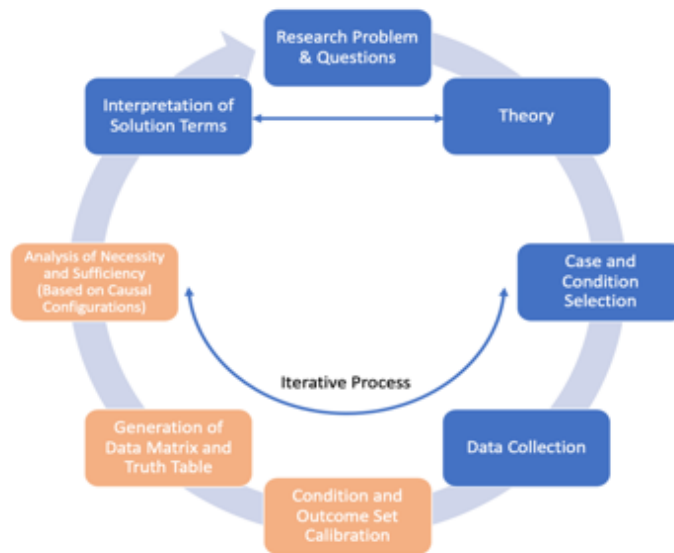 Research Problem
& Questions
Theory
Case and
Condition
Selection
Data Collection
Condition and
Outcome Set
Calibration
Generation of
Data Matrix and
Truth Table
Analysis of Necessity
and Sufficiency
(Based on Causal
Configurations)
Interpretation of
Solution Terms
Iterative Process